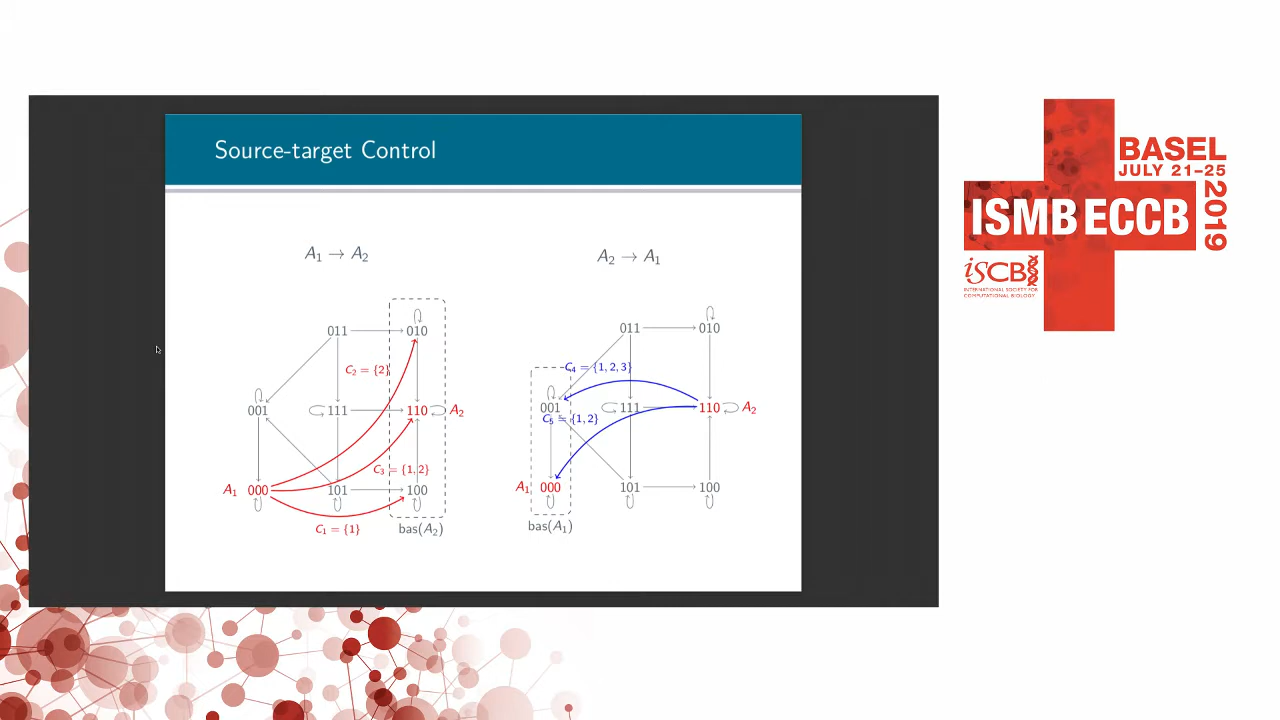 Source-target Control
A₁ → A₂
A₂ → A₁
011
010
C₂ = {2}
001
111
110
A₂
C₃ = {1, 2}
A₁
000
101
100
C₁ = {1}
bas(A₂)
011
010
C₄ = {1, 2, 3}
001
111
110
A₂
C₅ = {1, 2}
A₁
000
101
100
bas(A₁)
BASEL
JULY 21–25
2019
ISMB ECCB
iSCB
INTERNATIONAL SOCIETY FOR
COMPUTATIONAL BIOLOGY